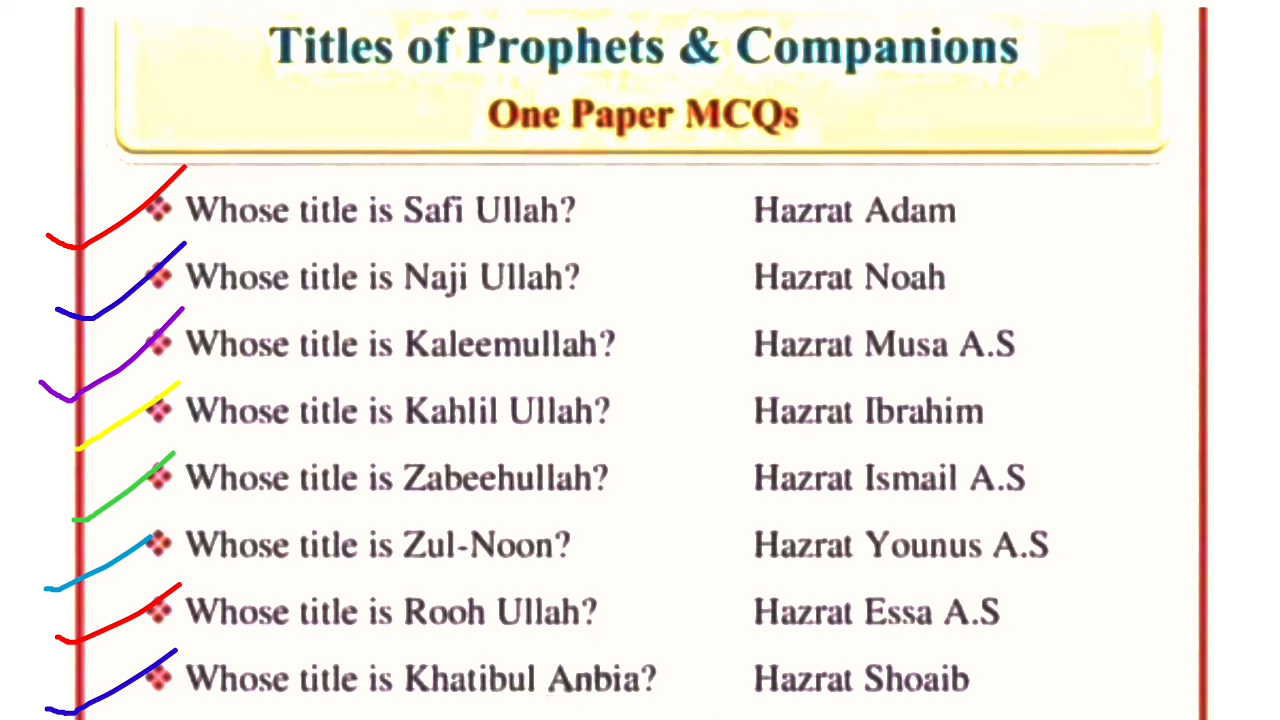 Titles of Prophets & Companions
One Paper MCQs
Whose title is Safi Ullah? Hazrat Adam
Whose title is Naji Ullah? Hazrat Noah
Whose title is Kaleemullah? Hazrat Musa A.S
Whose title is Kahlil Ullah? Hazrat Ibrahim
Whose title is Zabeehullah? Hazrat Ismail A.S
Whose title is Zul-Noon? Hazrat Younus A.S
Whose title is Rooh Ullah? Hazrat Essa A.S
Whose title is Khatibul Anbia? Hazrat Shoaib